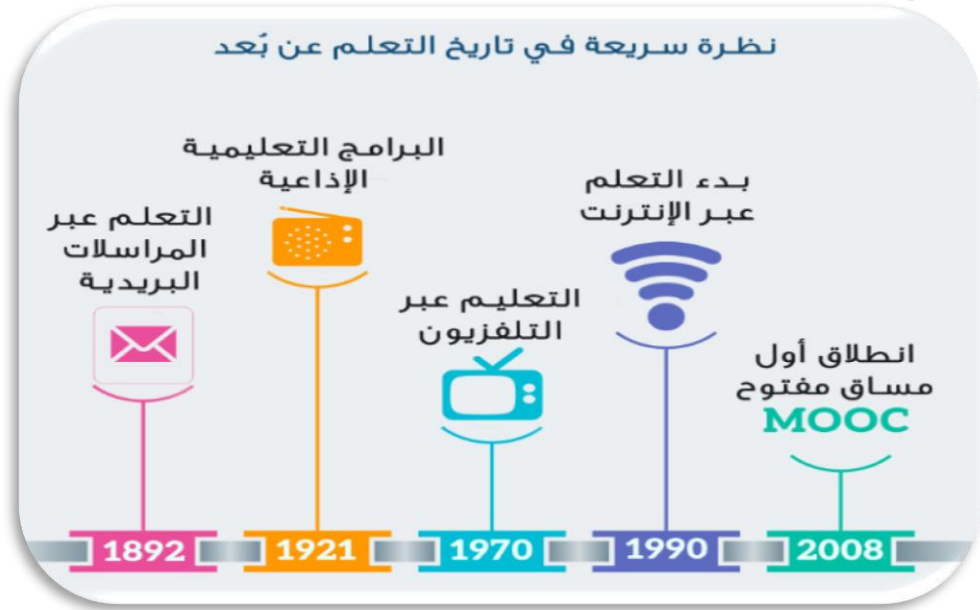 نظرة سريعة في تاريخ التعلم عن بُعد
التعلم عبر
المراسلات
البريدية
1892
البرامج التعليمية
الإذاعية
1921
التعليم عبر
التلفزيون
1970
بدء التعلم
عبر الإنترنت
1990
انطلاق أول
مساق مفتوح
MOOC
2008